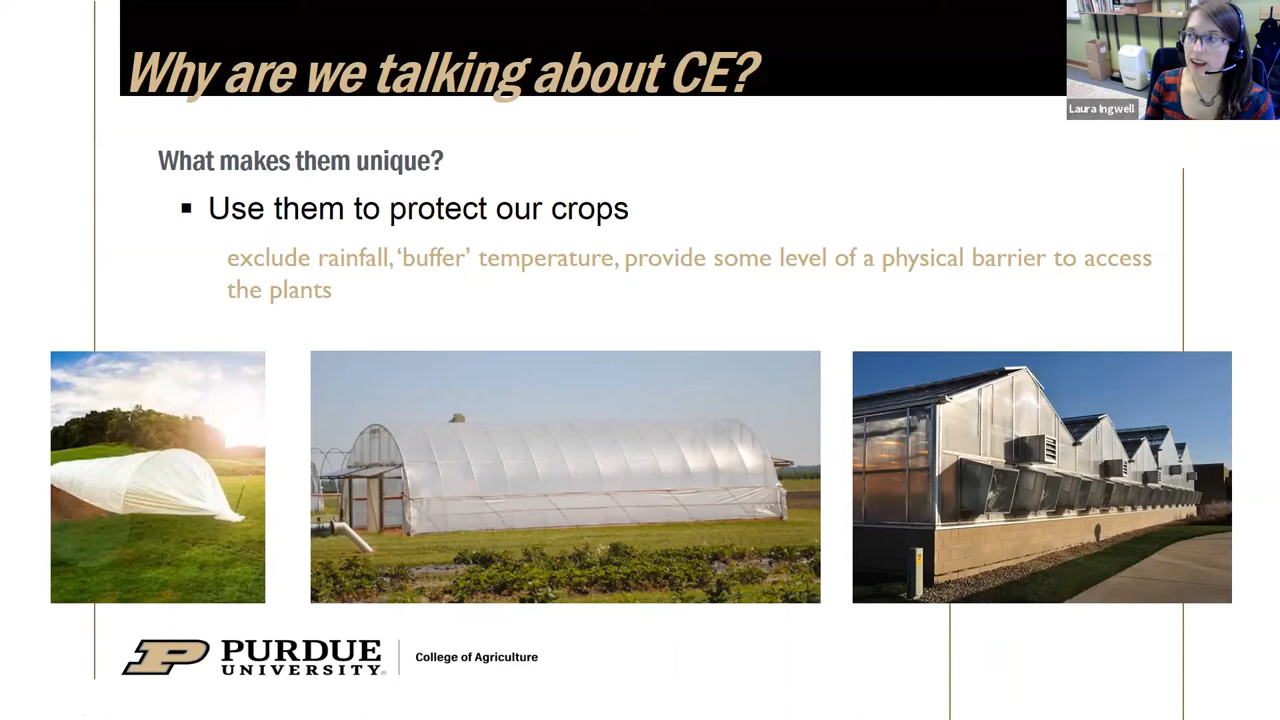 Why are we talking about CE?
Laura Ingwell
What makes them unique?
▪ Use them to protect our crops
exclude rainfall, ‘buffer’ temperature, provide some level of a physical barrier to access
the plants
PURDUE
UNIVERSITY®
College of Agriculture